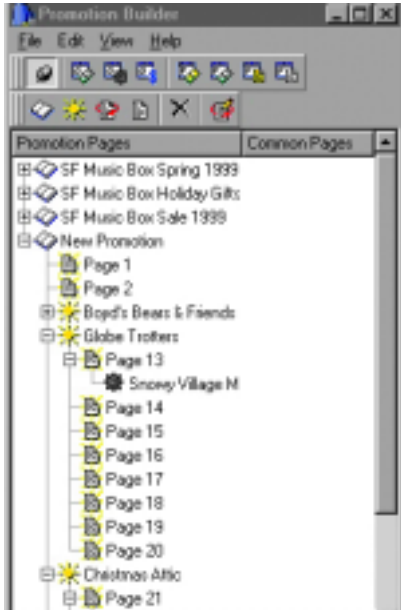 Promotion Builder
File Edit View Help
Promotion Pages Common Pages
SF Music Box Spring 1999
SF Music Box Holiday Gifts
SF Music Box Sale 1999
New Promotion
Page 1
Page 2
Boyd's Bears & Friends
Globe Trotters
Page 13
Snowy Village M
Page 14
Page 15
Page 16
Page 17
Page 18
Page 19
Page 20
Christmas Attic
Page 21